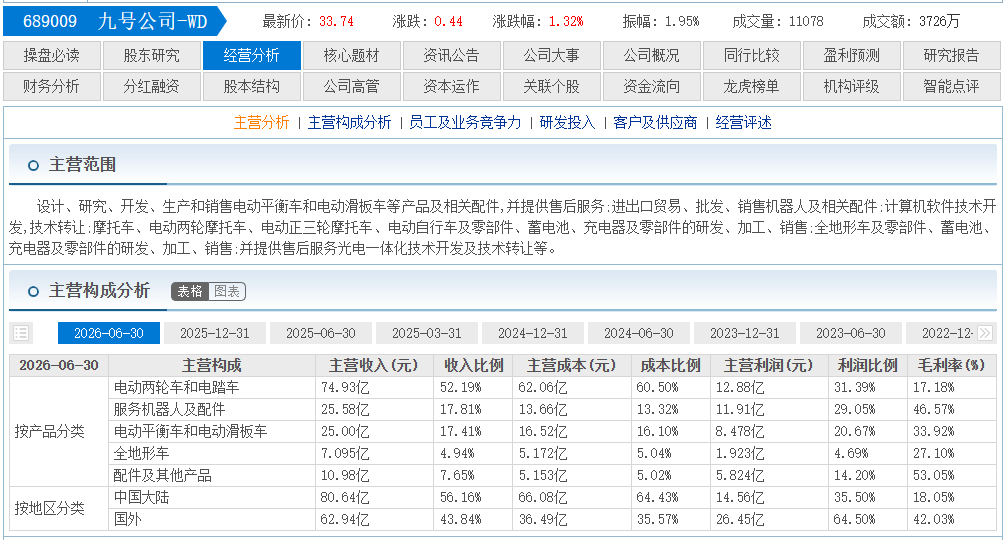 689009 九号公司-WD 最新价：33.74 涨跌：0.44 涨跌幅：1.32% 振幅：1.95% 成交量：11078 成交额：3726万
操盘必读 股东研究 经营分析 核心题材 资讯公告 公司大事 公司概况 同行比较 盈利预测 研究报告
财务分析 分红融资 股本结构 公司高管 资本运作 关联个股 资金流向 龙虎榜单 机构评级 智能点评
主营分析 | 主营构成分析 | 员工及业务竞争力 | 研发投入 | 客户及供应商 | 经营评述
主营范围
设计、研究、开发、生产和销售电动平衡车和电动滑板车等产品及相关配件,并提供售后服务;进出口贸易、批发、销售机器人及相关配件;计算机软件技术开
发,技术转让;摩托车、电动两轮摩托车、电动正三轮摩托车、电动自行车及零部件、蓄电池、充电器及零部件的研发、加工、销售;全地形车及零部件、蓄电池、
充电器及零部件的研发、加工、销售;并提供售后服务光电一体化技术开发及技术转让等。
主营构成分析 表格 图表
2026-06-30 2025-12-31 2025-06-30 2025-03-31 2024-12-31 2024-06-30 2023-12-31 2023-06-30 2022-12-
2026-06-30 主营构成 主营收入(元) 收入比例 主营成本(元) 成本比例 主营利润(元) 利润比例 毛利率(%)
按产品分类 电动两轮车和电踏车 74.93亿 52.19% 62.06亿 60.50% 12.88亿 31.39% 17.18%
服务机器人及配件 25.58亿 17.81% 13.66亿 13.32% 11.91亿 29.05% 46.57%
电动平衡车和电动滑板车 25.00亿 17.41% 16.52亿 16.10% 8.478亿 20.67% 33.92%
全地形车 7.095亿 4.94% 5.172亿 5.04% 1.923亿 4.69% 27.10%
配件及其他产品 10.98亿 7.65% 5.153亿 5.02% 5.824亿 14.20% 53.05%
按地区分类 中国大陆 80.64亿 56.16% 66.08亿 64.43% 14.56亿 35.50% 18.05%
国外 62.94亿 43.84% 36.49亿 35.57% 26.45亿 64.50% 42.03%